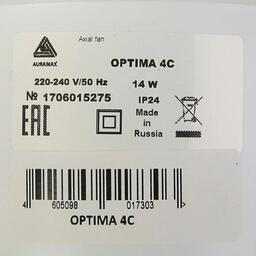 Axial fan
AURAMAX
OPTIMA 4C
220-240 V/50 Hz 14 W
№ 1706015275 IP24
EAC Made in Russia
4 605098 017303 >
OPTIMA 4C